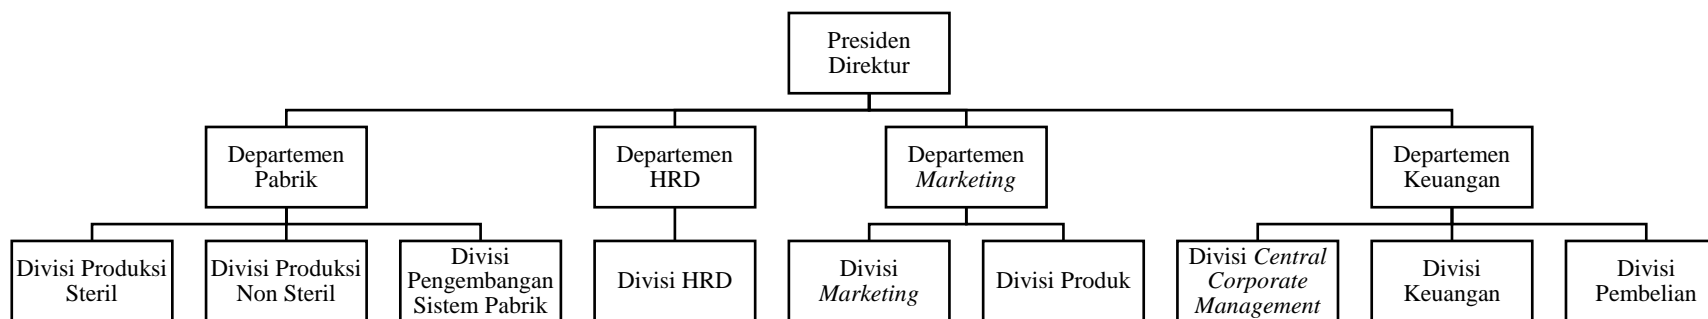 Presiden
Direktur
Departemen
Pabrik
Departemen
HRD
Departemen
Marketing
Departemen
Keuangan
Divisi Produksi
Steril
Divisi Produksi
Non Steril
Divisi
Pengembangan
Sistem Pabrik
Divisi HRD
Divisi
Marketing
Divisi Produk
Divisi Central
Corporate
Management
Divisi
Keuangan
Divisi
Pembelian